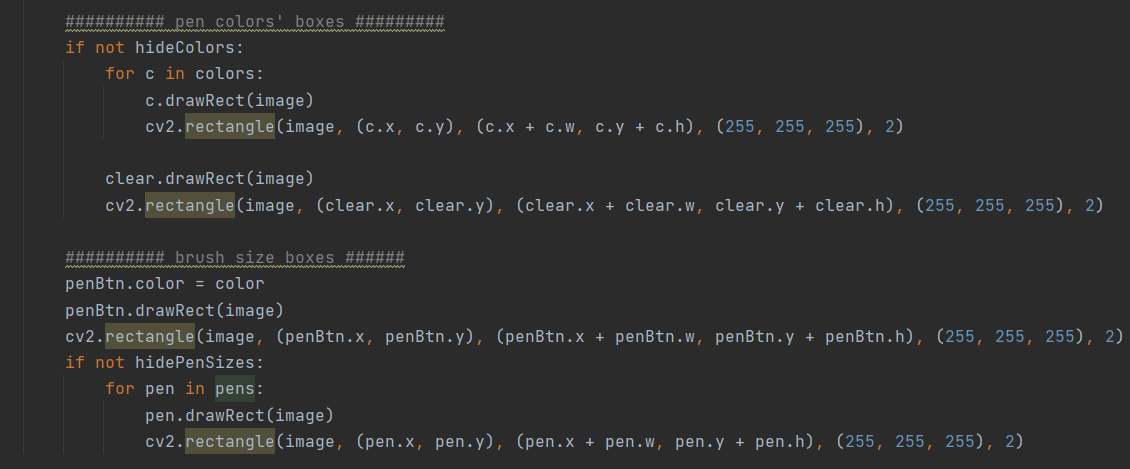 ########## pen colors' boxes #########
if not hideColors:
for c in colors:
c.drawRect(image)
cv2.rectangle(image, (c.x, c.y), (c.x + c.w, c.y + c.h), (255, 255, 255), 2)
clear.drawRect(image)
cv2.rectangle(image, (clear.x, clear.y), (clear.x + clear.w, clear.y + clear.h), (255, 255, 255), 2)
########## brush size boxes ######
penBtn.color = color
penBtn.drawRect(image)
cv2.rectangle(image, (penBtn.x, penBtn.y), (penBtn.x + penBtn.w, penBtn.y + penBtn.h), (255, 255, 255), 2)
if not hidePenSizes:
for pen in pens:
pen.drawRect(image)
cv2.rectangle(image, (pen.x, pen.y), (pen.x + pen.w, pen.y + pen.h), (255, 255, 255), 2)